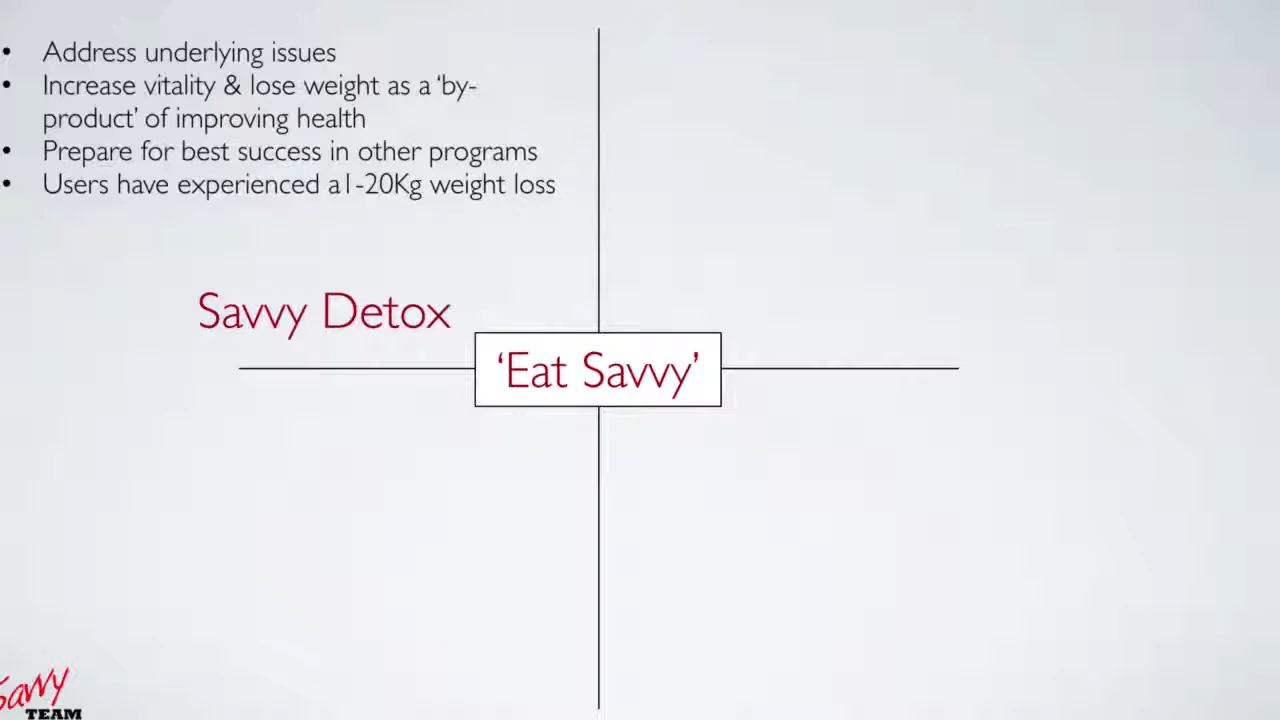 • Address underlying issues
• Increase vitality & lose weight as a ‘by-
product’ of improving health
• Prepare for best success in other programs
• Users have experienced a1-20Kg weight loss
Savvy Detox
‘Eat Savvy’
Savvy
TEAM